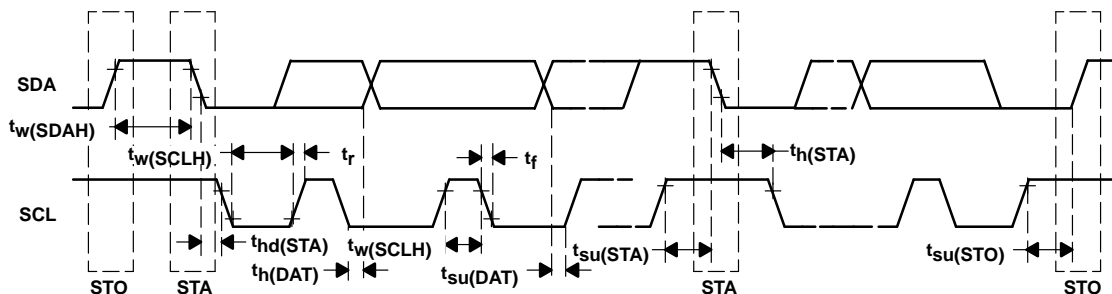 SDA
tw(SDAH)
tw(SCLH)
tr
tf
th(STA)
SCL
thd(STA)
tw(SCLH)
tsu(STA)
tsu(STO)
th(DAT)
tsu(DAT)
STO
STA
STA
STO